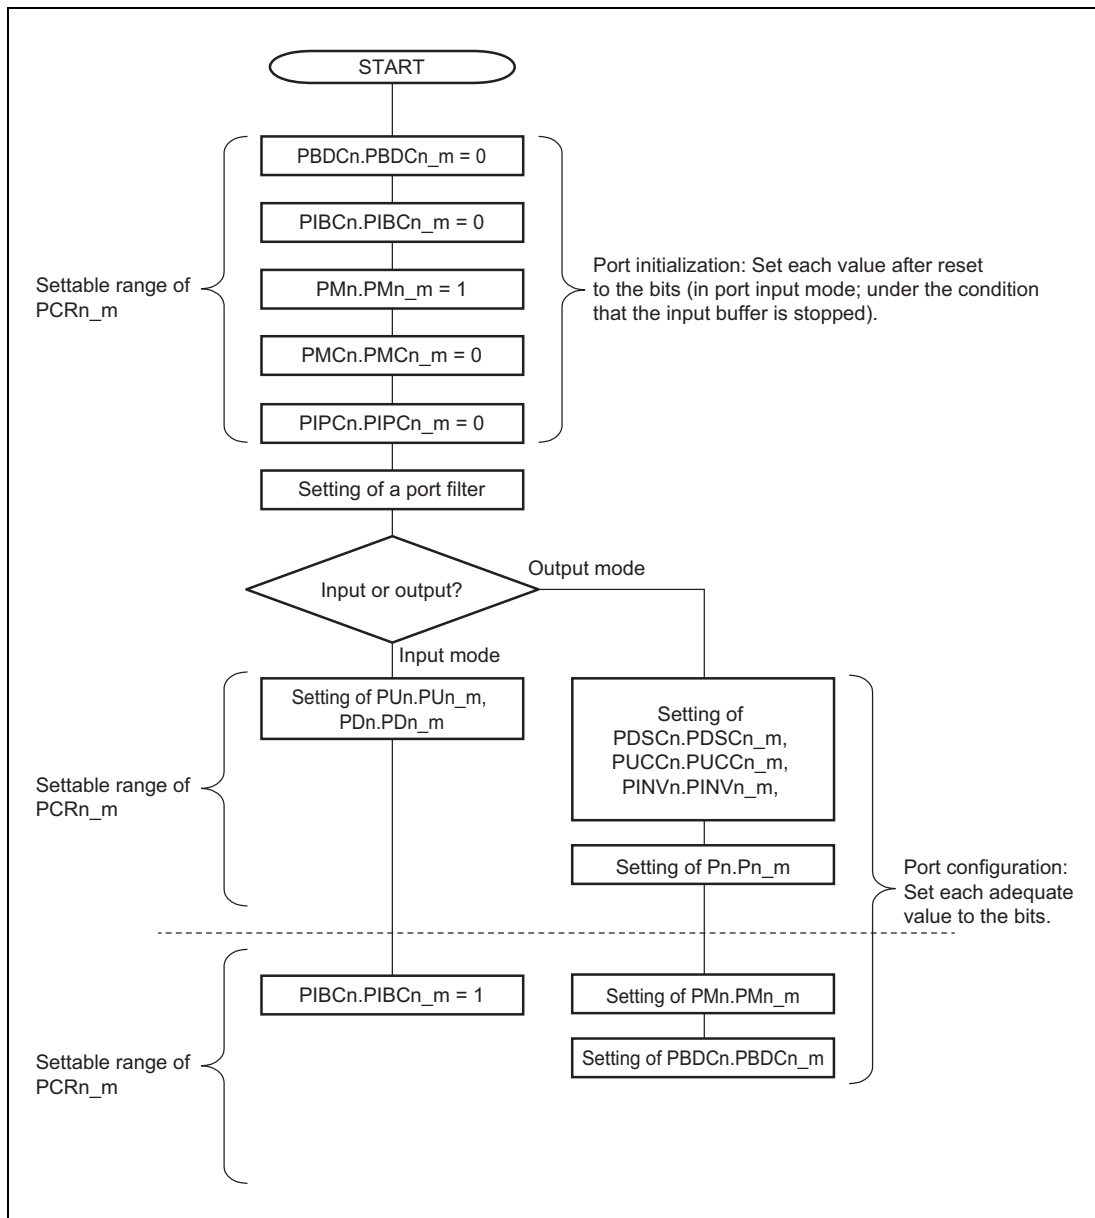 START
PBDCn.PBDCn_m = 0
PIBCn.PIBCn_m = 0
Settable range of
PCRn_m
PMn.PMn_m = 1
PMCn.PMCn_m = 0
PIPCn.PIPCn_m = 0
Port initialization: Set each value after reset
to the bits (in port input mode; under the condition
that the input buffer is stopped).
Setting of a port filter
Input or output?
Output mode
Input mode
Setting of PUn.PUn_m,
PDn.PDn_m
Settable range of
PCRn_m
Setting of
PDSCn.PDSCn_m,
PUCCn.PUCCn_m,
PINVn.PINVn_m,
Setting of Pn.Pn_m
Port configuration:
Set each adequate
value to the bits.
PIBCn.PIBCn_m = 1
Setting of PMn.PMn_m
Setting of PBDCn.PBDCn_m
Settable range of
PCRn_m